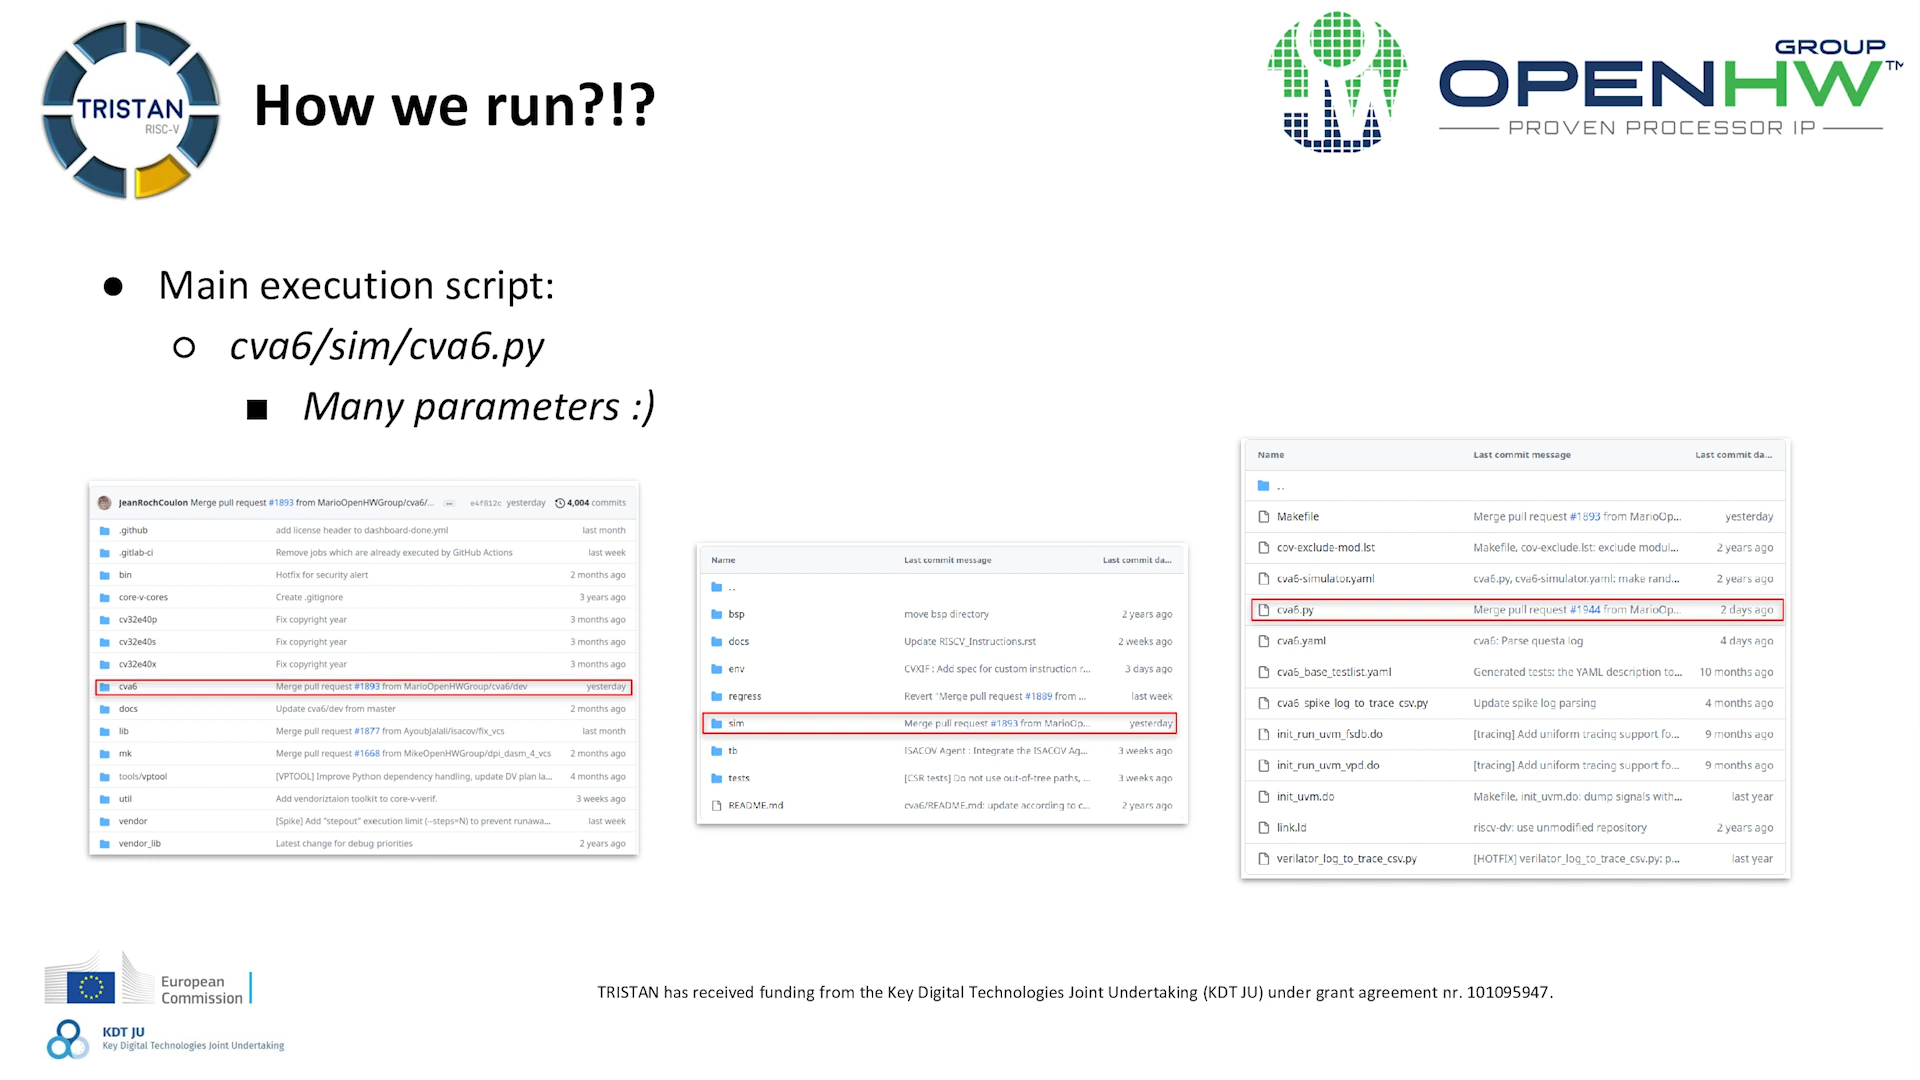 TRISTAN
RISC-V
How we run?!?
GROUP
OPENHW™
PROVEN PROCESSOR IP
● Main execution script:
○ cva6/sim/cva6.py
■ Many parameters :)
JeanRochCoulon Merge pull request #1893 from MarioOpenHWGroup/cva6/... e4f812c yesterday 4,004 commits
.github add license header to dashboard-done.yml last month
.gitlab-ci Remove jobs which are already executed by GitHub Actions last week
bin Hotfix for security alert 2 months ago
core-v-cores Create .gitignore 3 years ago
cv32e40p Fix copyright year 3 months ago
cv32e40s Fix copyright year 3 months ago
cv32e40x Fix copyright year 3 months ago
cva6 Merge pull request #1893 from MarioOpenHWGroup/cva6/dev yesterday
docs Update cva6/dev from master 2 months ago
lib Merge pull request #1877 from AyoubJalali/isacov/fix_vcs last month
mk Merge pull request #1668 from MikeOpenHWGroup/dpi_dasm_4_vcs 2 months ago
tools/vptool [VPTOOL] Improve Python dependency handling, update DV plan la... 4 months ago
util Add vendoriztaion toolkit to core-v-verif. 3 weeks ago
vendor [Spike] Add "stepout" execution limit (--steps=N) to prevent runawa... last week
vendor_lib Latest change for debug priorities 2 years ago
Name Last commit message Last commit da...
..
bsp move bsp directory 2 years ago
docs Update RISCV_Instructions.rst 2 weeks ago
env CVXIF : Add spec for custom instruction r... 3 days ago
regress Revert "Merge pull request #1889 from ... last week
sim Merge pull request #1893 from MarioOp... yesterday
tb ISACOV Agent : Integrate the ISACOV Ag... 3 weeks ago
tests [CSR tests] Do not use out-of-tree paths, ... 3 weeks ago
README.md cva6/README.md: update according to c... 2 years ago
Name Last commit message Last commit da...
..
Makefile Merge pull request #1893 from MarioOp... yesterday
cov-exclude-mod.lst Makefile, cov-exclude.lst: exclude modul... 2 years ago
cva6-simulator.yaml cva6.py, cva6-simulator.yaml: make rand... 2 years ago
cva6.py Merge pull request #1944 from MarioOp... 2 days ago
cva6.yaml cva6: Parse questa log 4 days ago
cva6_base_testlist.yaml Generated tests: the YAML description to... 10 months ago
cva6_spike_log_to_trace_csv.py Update spike log parsing 4 months ago
init_run_uvm_fsdb.do [tracing] Add uniform tracing support fo... 9 months ago
init_run_uvm_vpd.do [tracing] Add uniform tracing support fo... 9 months ago
init_uvm.do Makefile, init_uvm.do: dump signals with... last year
link.ld riscv-dv: use unmodified repository 2 years ago
verilator_log_to_trace_csv.py [HOTFIX] verilator_log_to_trace_csv.py: p... last year
European
Commission
TRISTAN has received funding from the Key Digital Technologies Joint Undertaking (KDT JU) under grant agreement nr. 101095947.
KDT JU
Key Digital Technologies Joint Undertaking